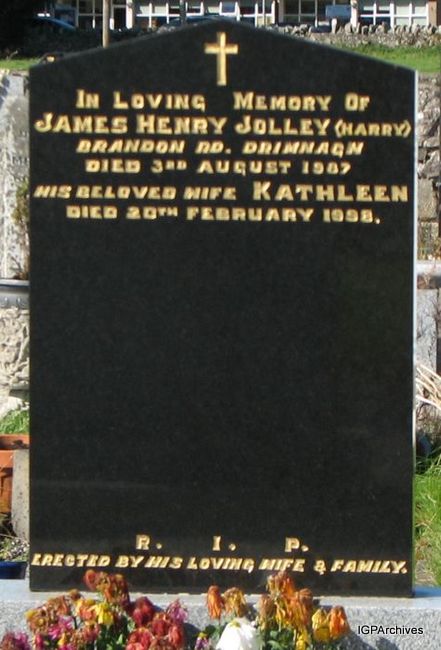 In Loving Memory Of
JAMES HENRY JOLLEY (HARRY)
BRANDON RD. DRIMNAGH
DIED 3RD AUGUST 1987
HIS BELOVED WIFE KATHLEEN
DIED 20TH FEBRUARY 1998.
R. I. P.
ERECTED BY HIS LOVING WIFE & FAMILY.
IGPArchives